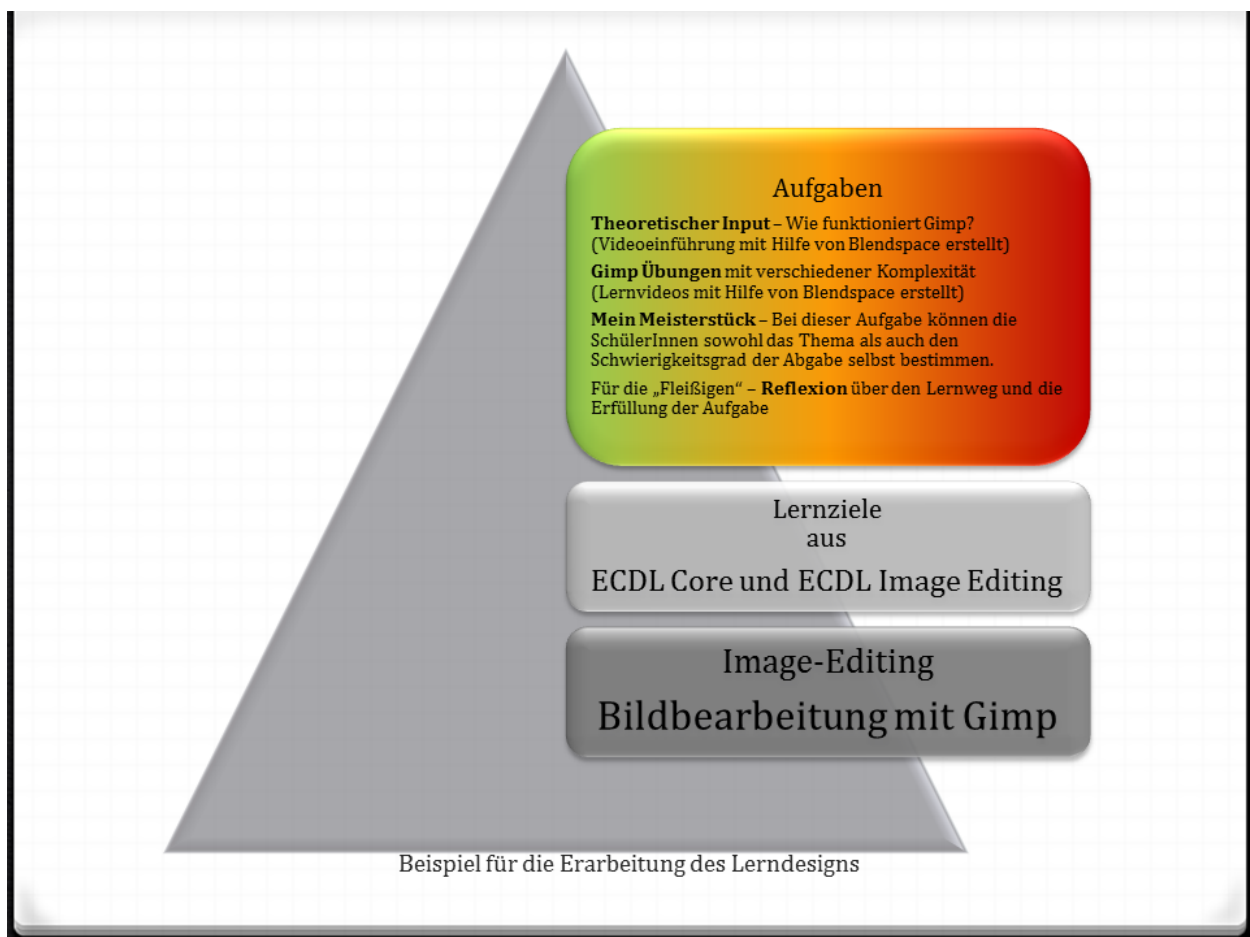 Aufgaben
Theoretischer Input – Wie funktioniert Gimp?
(Videoeinführung mit Hilfe von Blendspace erstellt)
Gimp Übungen mit verschiedener Komplexität
(Lernvideos mit Hilfe von Blendspace erstellt)
Mein Meisterstück – Bei dieser Aufgabe können die
SchülerInnen sowohl das Thema als auch den
Schwierigkeitsgrad der Abgabe selbst bestimmen.
Für die „Fleißigen“ – Reflexion über den Lernweg und die
Erfüllung der Aufgabe
Lernziele
aus
ECDL Core und ECDL Image Editing
Image-Editing
Bildbearbeitung mit Gimp
Beispiel für die Erarbeitung des Lerndesigns